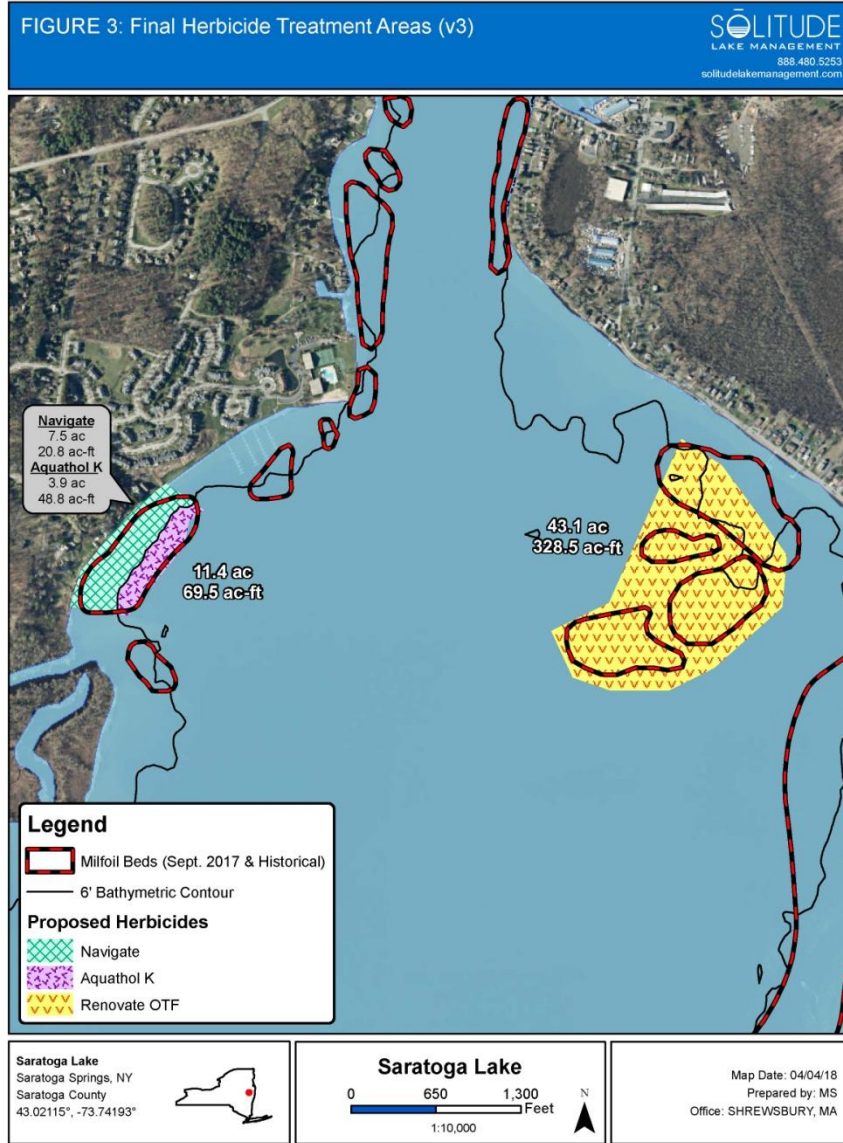 FIGURE 3: Final Herbicide Treatment Areas (v3)
SŌLITUDE
LAKE MANAGEMENT
888.480.5253
solitudelakemanagement.com
Navigate
7.5 ac
20.8 ac-ft
Aquathol K
3.9 ac
48.8 ac-ft
11.4 ac
69.5 ac-ft
43.1 ac
328.5 ac-ft
Legend
Milfoil Beds (Sept. 2017 & Historical)
6' Bathymetric Contour
Proposed Herbicides
Navigate
Aquathol K
Renovate OTF
Saratoga Lake
Saratoga Springs, NY
Saratoga County
43.02115°, -73.74193°
Saratoga Lake
0 650 1,300
Feet
1:10,000
N
Map Date: 04/04/18
Prepared by: MS
Office: SHREWSBURY, MA